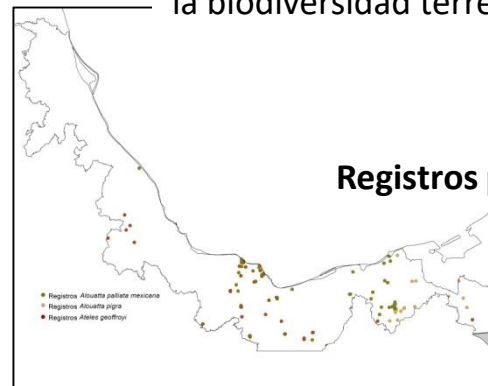 la biodiversidad terre
Registros p
Registros Alouatta palliata mexicana
Registros Alouatta pigra
Registros Ateles geoffroyi